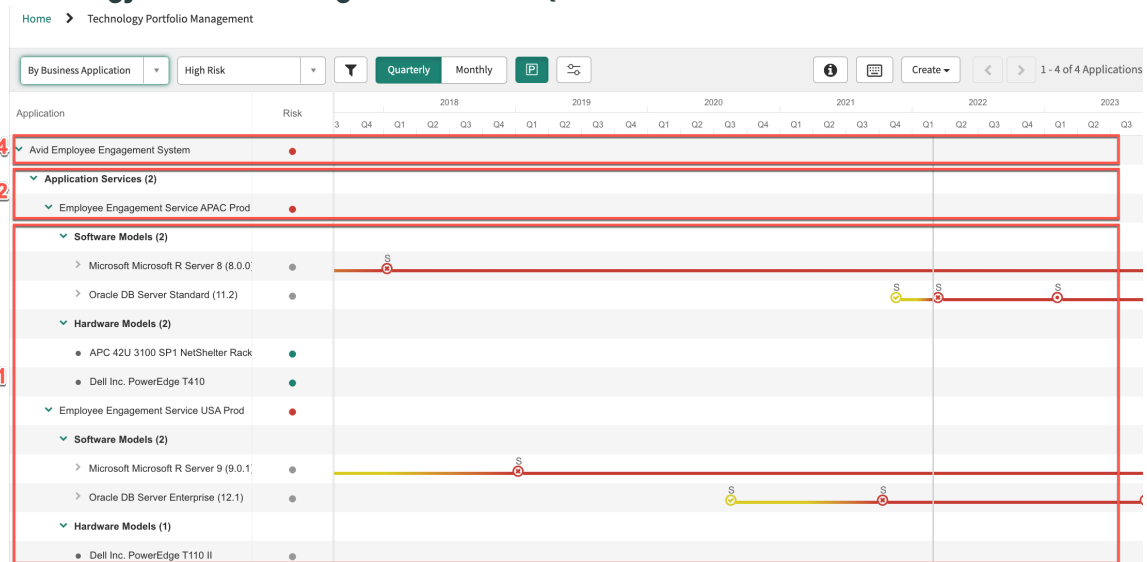 Home > Technology Portfolio Management
By Business Application
High Risk
Quarterly
Monthly
P
Create
1 - 4 of 4 Applications
Application
Risk
2018 2019 2020 2021 2022 2023
3 Q4 Q1 Q2 Q3 Q4 Q1 Q2 Q3 Q4 Q1 Q2 Q3 Q4 Q1 Q2 Q3 Q4 Q1 Q2 Q3 Q4 Q1 Q2 Q3
4
Avid Employee Engagement System
2
Application Services (2)
Employee Engagement Service APAC Prod
Software Models (2)
Microsoft Microsoft R Server 8 (8.0.0)
S
Oracle DB Server Standard (11.2)
S S S
Hardware Models (2)
APC 42U 3100 SP1 NetShelter Rack
1
Dell Inc. PowerEdge T410
Employee Engagement Service USA Prod
Software Models (2)
Microsoft Microsoft R Server 9 (9.0.1)
S
Oracle DB Server Enterprise (12.1)
S S
Hardware Models (1)
Dell Inc. PowerEdge T110 II